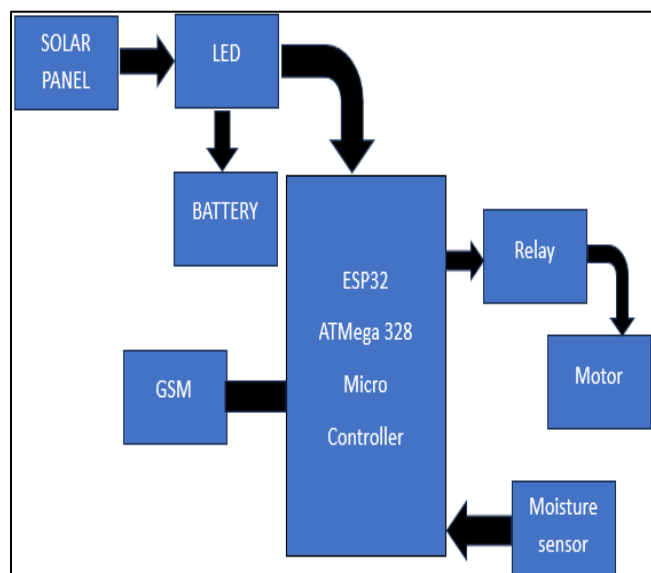 SOLAR
PANEL
LED
BATTERY
ESP32
ATMega 328
Micro
Controller
Relay
Motor
GSM
Moisture
sensor